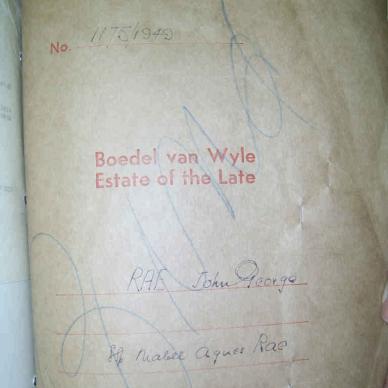 No. 1175/1949
Boedel van Wyle
Estate of the Late
RAE John George
Mabel Agnes Rae